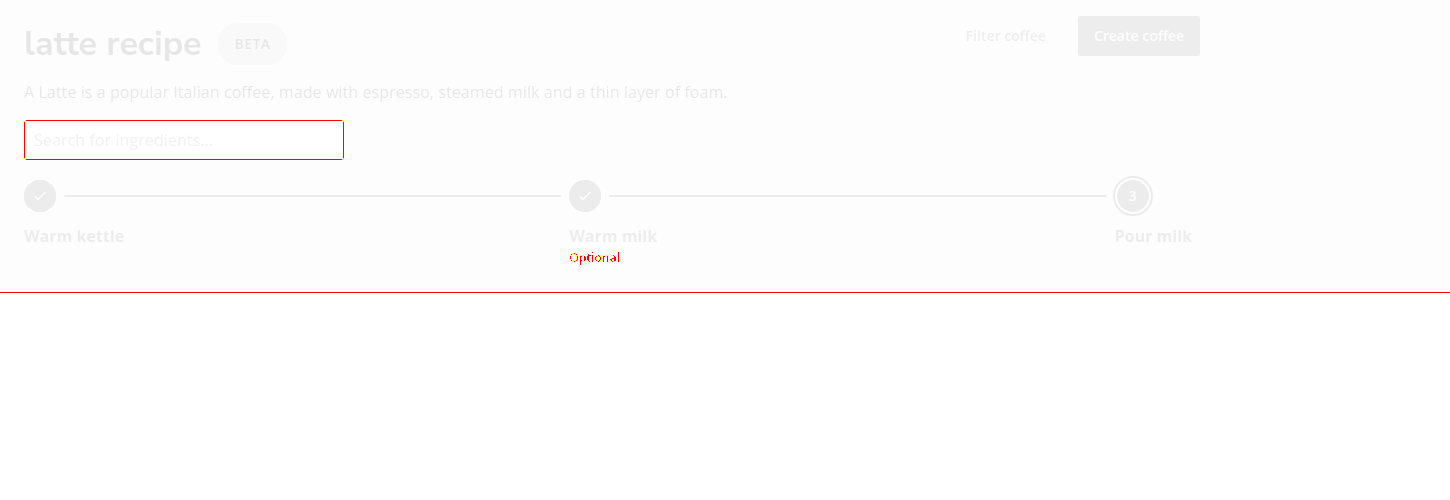 latte recipe
BETA
Filter coffee
Create coffee
A Latte is a popular Italian coffee, made with espresso, steamed milk and a thin layer of foam.
Search for ingredients...
3
Warm kettle
Warm milk
Pour milk
Optional